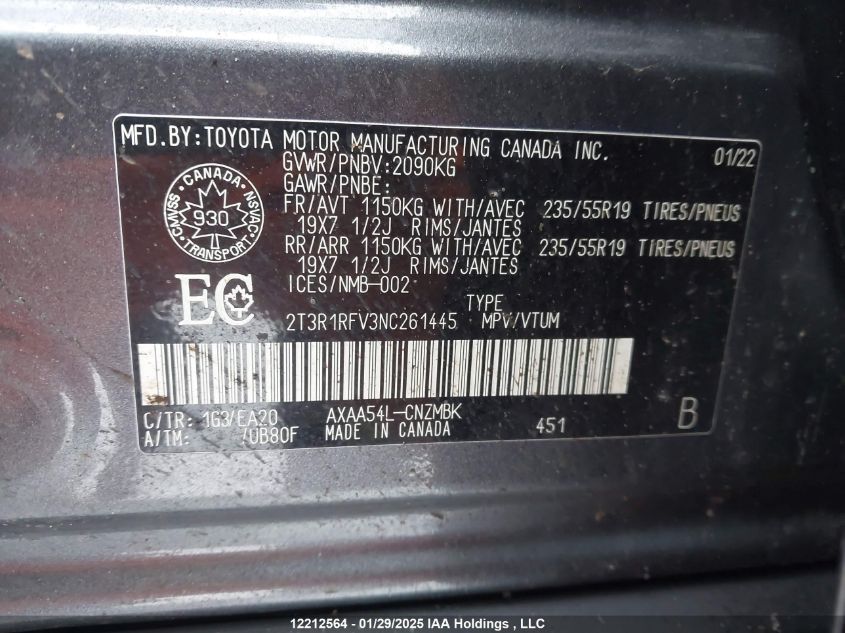 MFD.BY:TOYOTA MOTOR MANUFACTURING CANADA INC. 01/22
GVWR/PNBV:2090KG
GAWR/PNBE:
FR/AVT 1150KG WITH/AVEC 235/55R19 TIRES/PNEUS
19X7 1/2J RIMS/JANTES
RR/ARR 1150KG WITH/AVEC 235/55R19 TIRES/PNEUS
19X7 1/2J RIMS/JANTES
ICES/NMB-002
CANADA
CMVSS 930 NSVAC
TRANSPORT
EC
TYPE
2T3R1RFV3NC261445 MPV/VTUM
C/TR: 1G3/EA20 AXAA54L-CNZMBK
A/TM: /UB80F MADE IN CANADA 451 B
12212564 - 01/29/2025 IAA Holdings , LLC